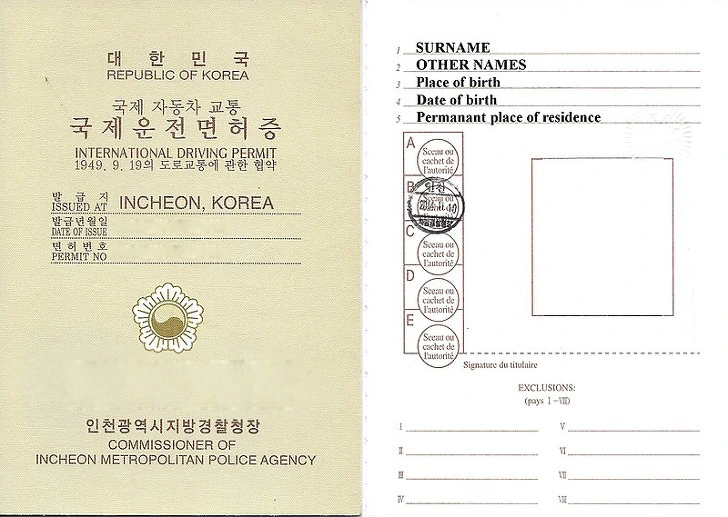 대한민국
REPUBLIC OF KOREA
국제 자동차 교통
국제운전면허증
INTERNATIONAL DRIVING PERMIT
1949. 9. 19의 도로교통에 관한 협약
발급지
ISSUED AT INCHEON, KOREA
발급년월일
DATE OF ISSUE
면허번호
PERMIT NO
인천광역시지방경찰청장
COMMISSIONER OF
INCHEON METROPOLITAN POLICE AGENCY
1 SURNAME
2 OTHER NAMES
3 Place of birth
4 Date of birth
5 Permanant place of residence
A
Sceau ou
cachet de
l'autorité
B
인천
C
Sceau ou
cachet de
l'autorité
D
Sceau ou
cachet de
l'autorité
E
Sceau ou
cachet de
l'autorité
Signature du titulaire
EXCLUSIONS:
(pays I-VIII)
I
II
III
IV
V
VI
VII
VIII